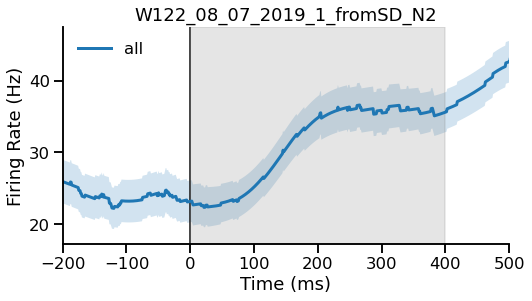 W122_08_07_2019_1_fromSD_N2
all
Firing Rate (Hz)
40
30
20
−200 −100 0 100 200 300 400 500
Time (ms)